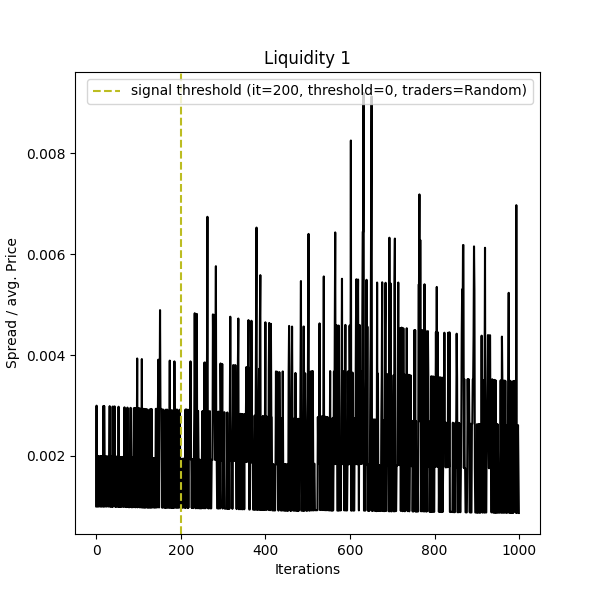 Liquidity 1
signal threshold (it=200, threshold=0, traders=Random)
0.008
0.006
0.004
0.002
Spread / avg. Price
0 200 400 600 800 1000
Iterations